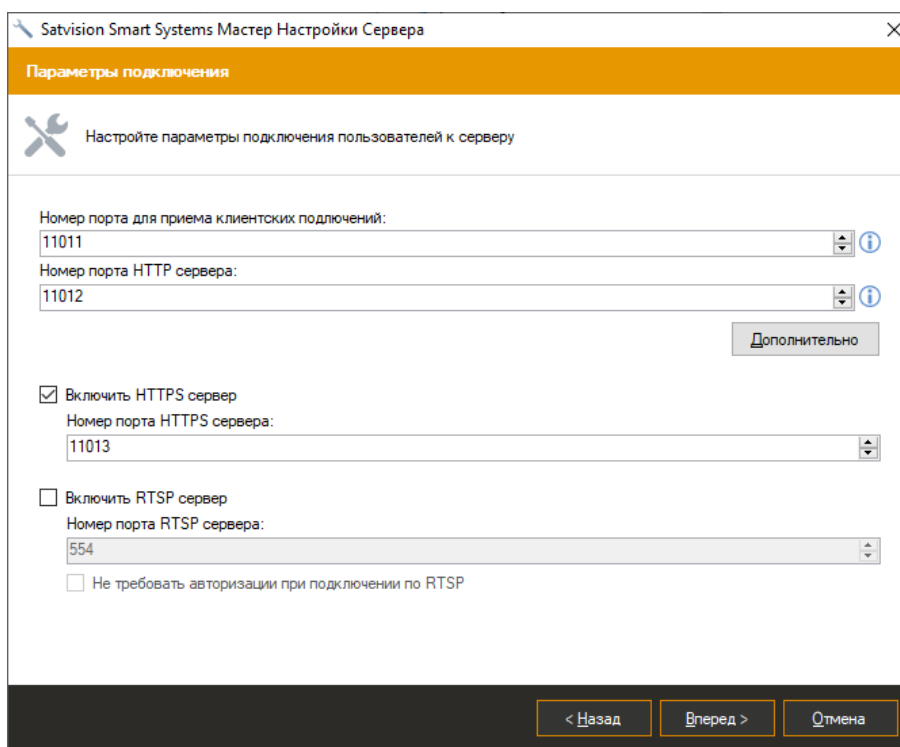 Satvision Smart Systems Мастер Настройки Сервера
Параметры подключения
Настройте параметры подключения пользователей к серверу
Номер порта для приема клиентских подлючений:
11011
Номер порта HTTP сервера:
11012
Дополнительно
Включить HTTPS сервер
Номер порта HTTPS сервера:
11013
Включить RTSP сервер
Номер порта RTSP сервера:
554
Не требовать авторизации при подключении по RTSP
< Назад
Вперед >
Отмена